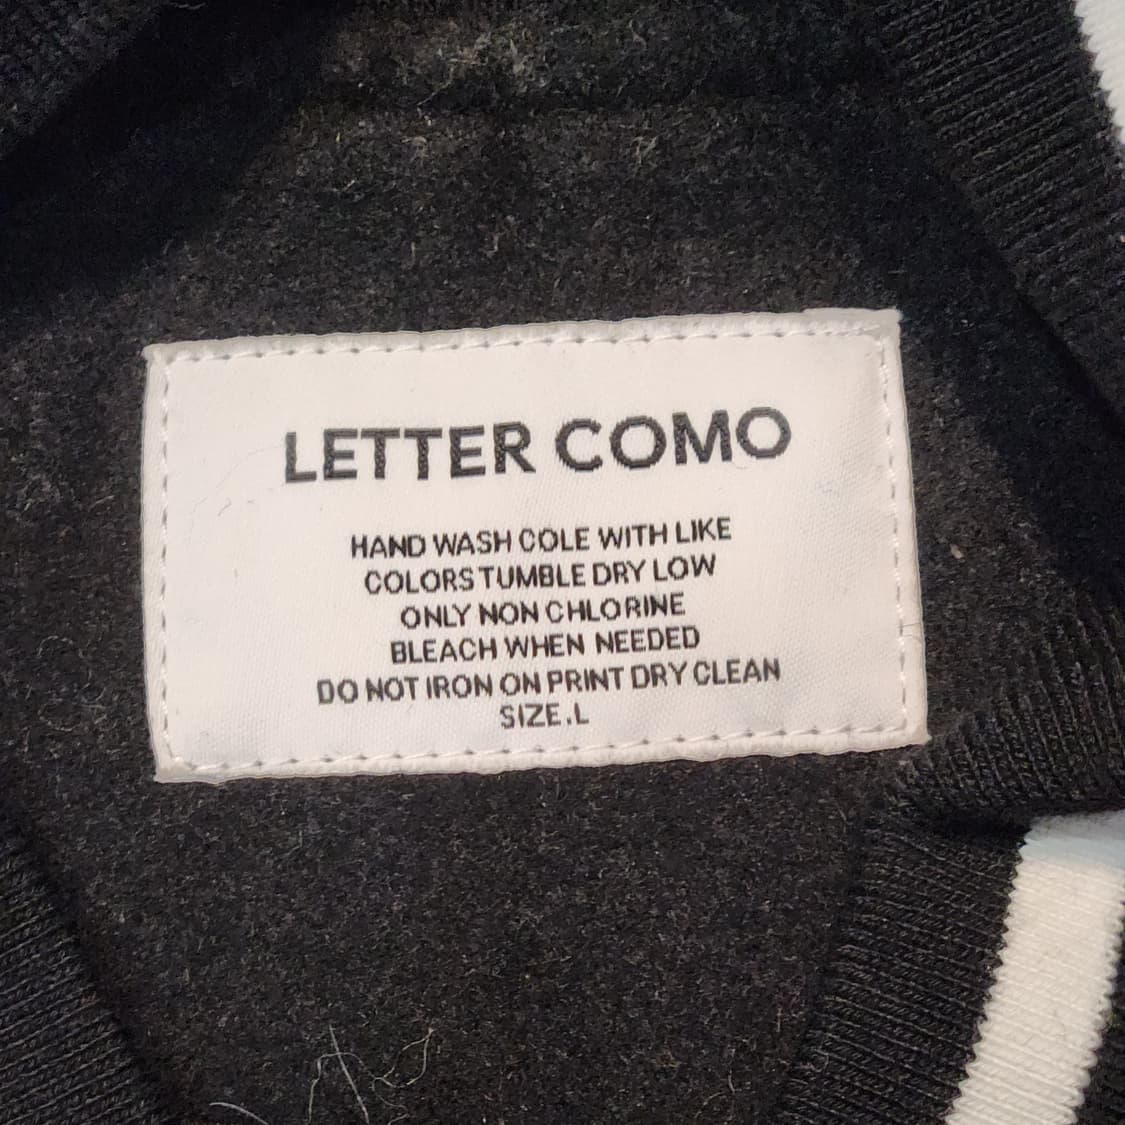 LETTER COMO
HAND WASH COLE WITH LIKE
COLORS TUMBLE DRY LOW
ONLY NON CHLORINE
BLEACH WHEN NEEDED
DO NOT IRON ON PRINT DRY CLEAN
SIZE.L